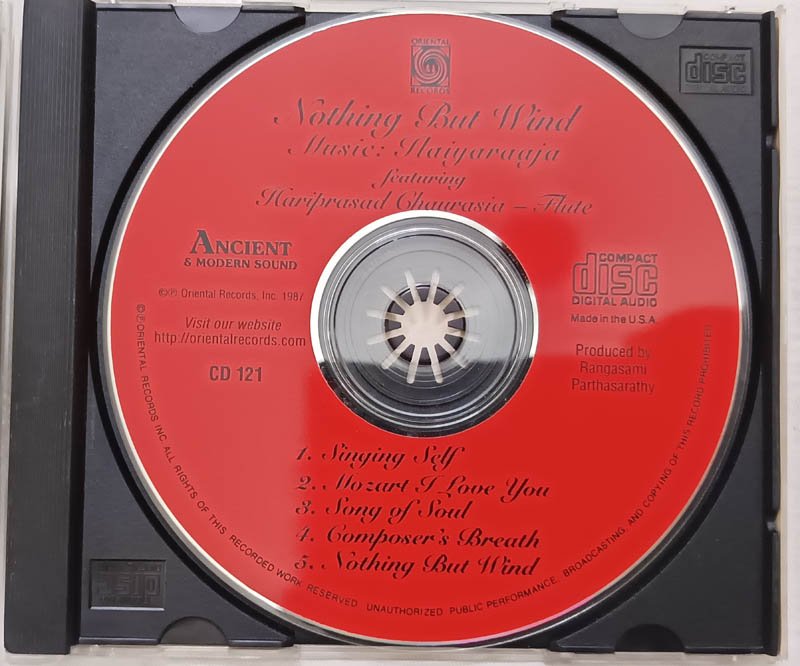 ORIENTAL
RECORDS
Nothing But Wind
Music: Ilaiyaraaja
featuring
Hariprasad Chaurasia – Flute
ANCIENT
& MODERN SOUND
©℗ Oriental Records, Inc. 1987
Visit our website
http://orientalrecords.com
CD 121
COMPACT
disc
DIGITAL AUDIO
Made in the U.S.A.
Produced by
Rangasami
Parthasarathy
1. Singing Self
2. Mozart I Love You
3. Song of Soul
4. Composer's Breath
5. Nothing But Wind
©℗ ORIENTAL RECORDS INC. ALL RIGHTS OF THIS RECORDED WORK RESERVED. UNAUTHORIZED PUBLIC PERFORMANCE, BROADCASTING, AND COPYING OF THIS RECORD PROHIBITED
COMPACT
disc
disc